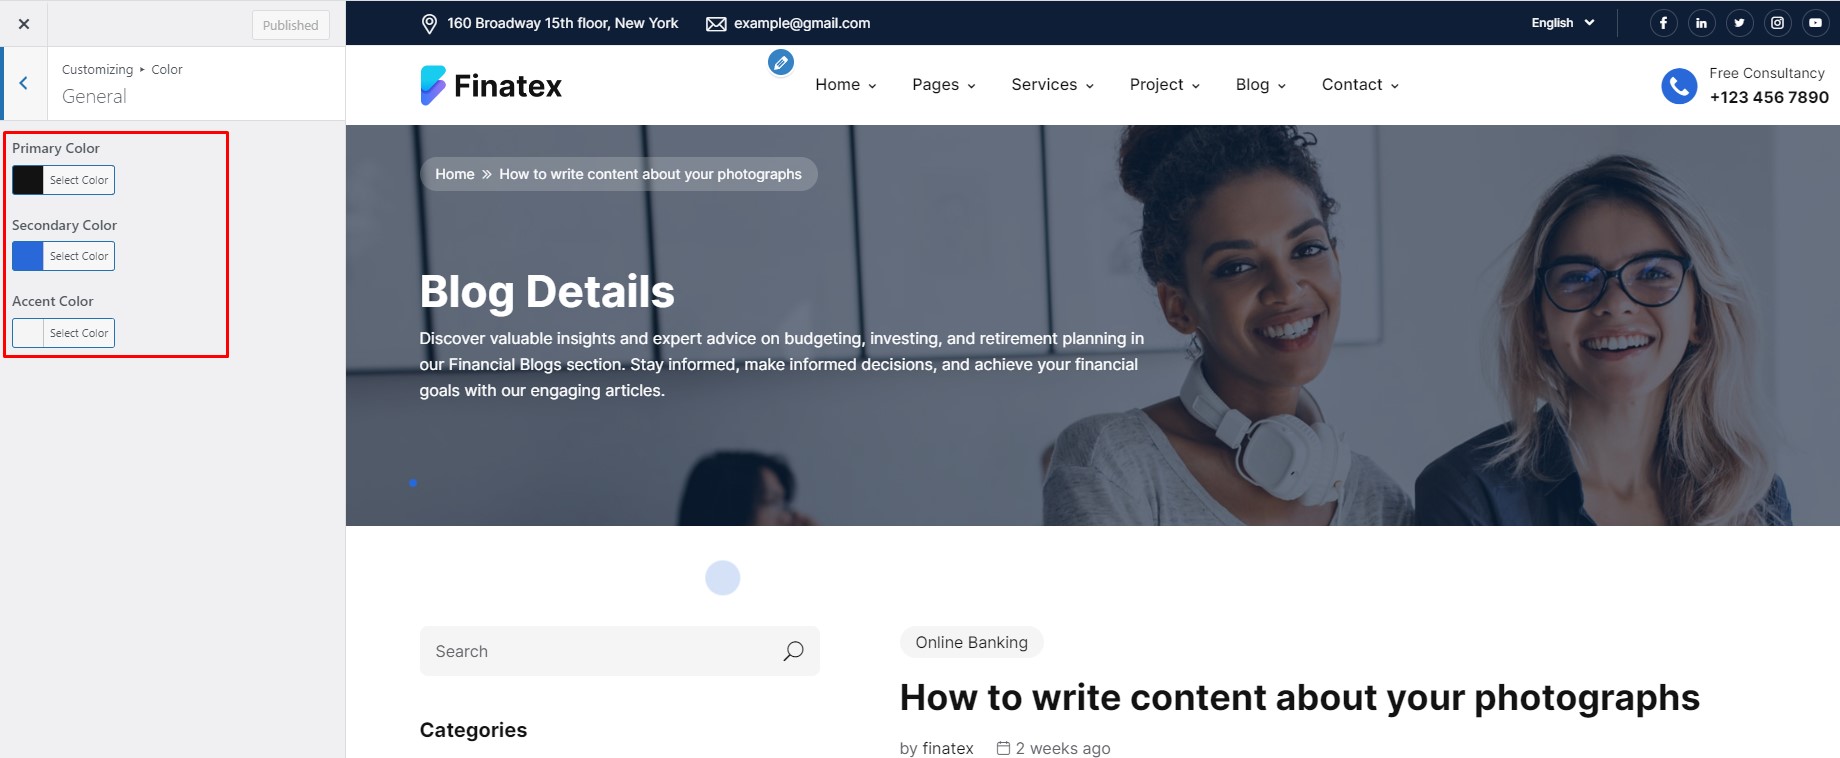 Published
Customizing ▸ Color
General
Primary Color
Select Color
Secondary Color
Select Color
Accent Color
Select Color
160 Broadway 15th floor, New York
example@gmail.com
English
Finatex
Home
Pages
Services
Project
Blog
Contact
Free Consultancy
+123 456 7890
Home » How to write content about your photographs
Blog Details
Discover valuable insights and expert advice on budgeting, investing, and retirement planning in
our Financial Blogs section. Stay informed, make informed decisions, and achieve your financial
goals with our engaging articles.
Search
Categories
Online Banking
How to write content about your photographs
by finatex
2 weeks ago